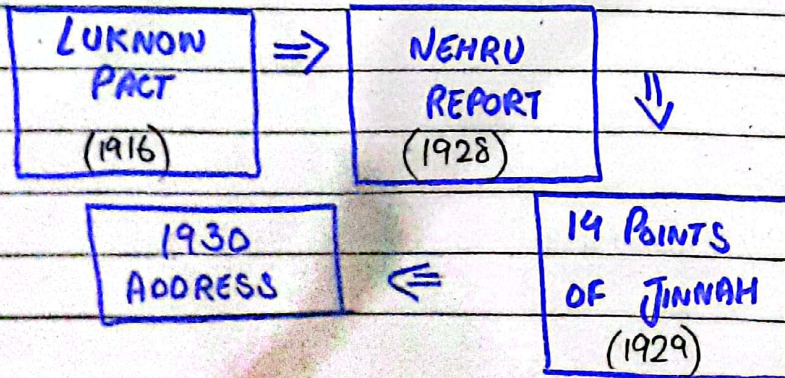 LUKNOW
PACT
(1916)
⇒
NEHRU
REPORT
(1928)
⇓
14 POINTS
OF JINNAH
(1929)
⇐
1930
ADDRESS